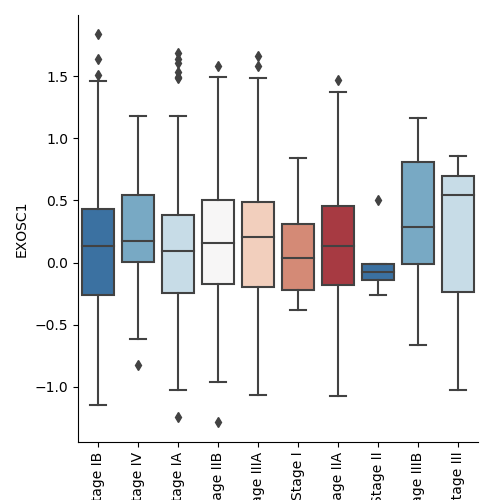 EXOSC1
1.5
1.0
0.5
0.0
−0.5
−1.0
tage IB
tage IV
tage IA
age IIB
age IIIA
Stage I
age IIA
Stage II
age IIIB
tage III